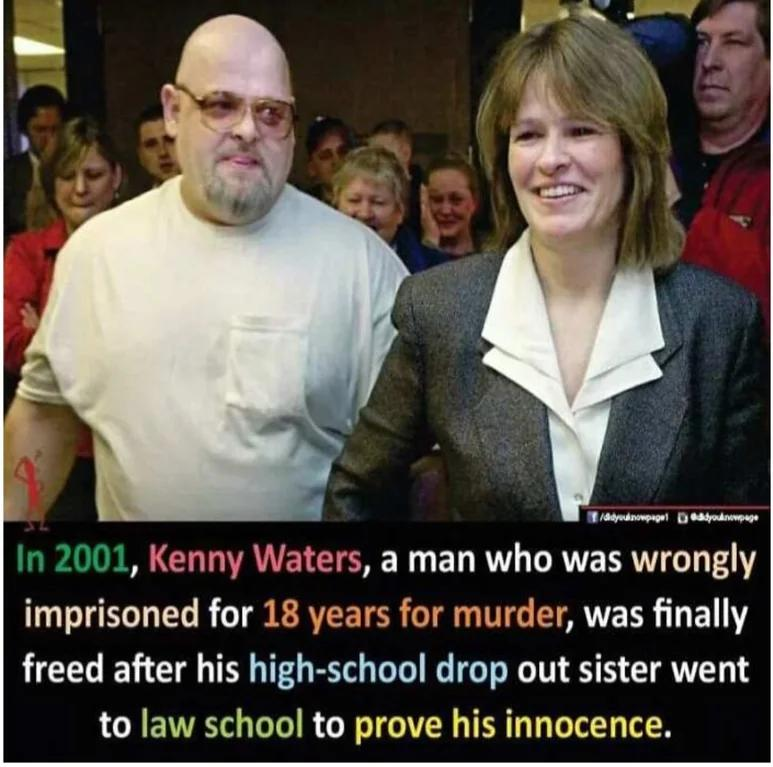 /didyouknowpage1 @didyouknowpage
In 2001, Kenny Waters, a man who was wrongly
imprisoned for 18 years for murder, was finally
freed after his high-school drop out sister went
to law school to prove his innocence.